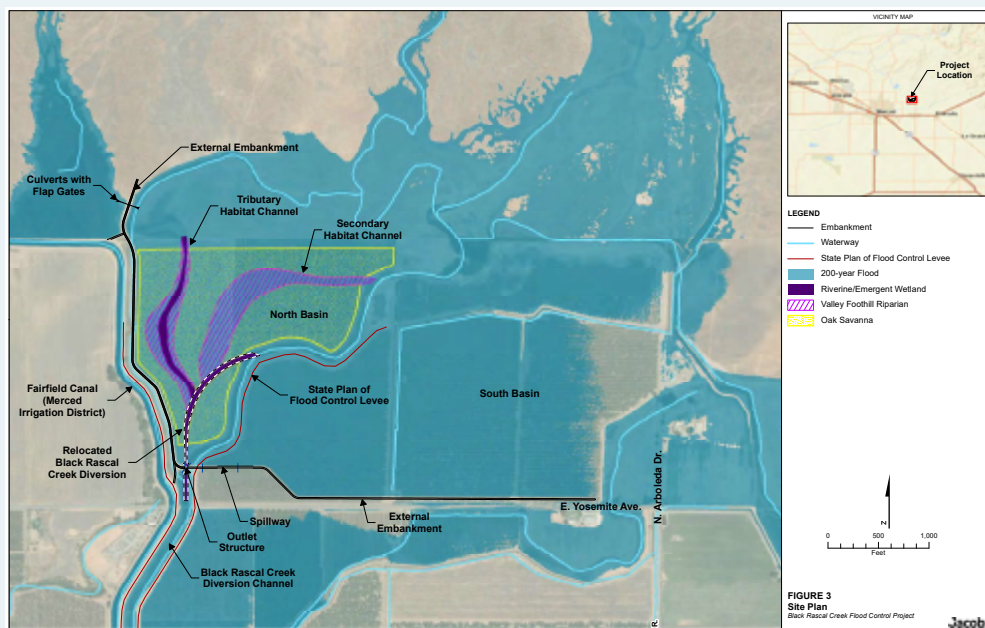 External Embankment
Culverts with
Flap Gates
Tributary
Habitat Channel
Secondary
Habitat Channel
North Basin
Fairfield Canal
(Merced
Irrigation District)
State Plan of
Flood Control Levee
South Basin
Relocated
Black Rascal
Creek Diversion
Spillway
Outlet
Structure
External
Embankment
E. Yosemite Ave.
N. Arboleda Dr.
Black Rascal Creek
Diversion Channel
R.
VICINITY MAP
Project
Location
LEGEND
Embankment
Waterway
State Plan of Flood Control Levee
200-year Flood
Riverine/Emergent Wetland
Valley Foothill Riparian
Oak Savanna
N
0 500 1,000
Feet
FIGURE 3
Site Plan
Black Rascal Creek Flood Control Project
Jacob